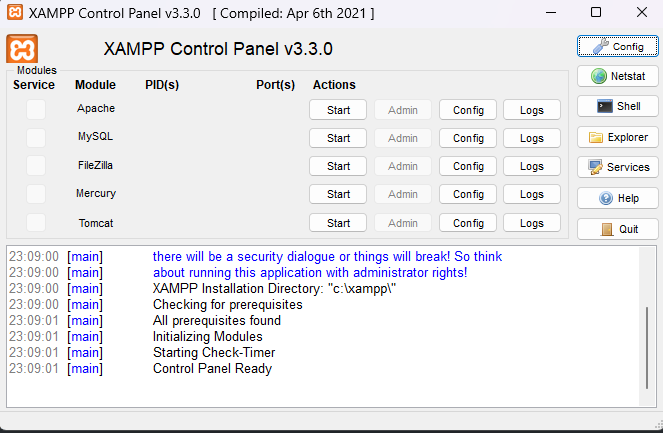 XAMPP Control Panel v3.3.0 [ Compiled: Apr 6th 2021 ]
XAMPP Control Panel v3.3.0
Config
Modules
Service Module PID(s) Port(s) Actions
Netstat
Apache Start Admin Config Logs
Shell
MySQL Start Admin Config Logs
Explorer
FileZilla Start Admin Config Logs
Services
Mercury Start Admin Config Logs
Help
Tomcat Start Admin Config Logs
Quit
23:09:00 [main] there will be a security dialogue or things will break! So think
23:09:00 [main] about running this application with administrator rights!
23:09:00 [main] XAMPP Installation Directory: "c:\xampp\"
23:09:00 [main] Checking for prerequisites
23:09:01 [main] All prerequisites found
23:09:01 [main] Initializing Modules
23:09:01 [main] Starting Check-Timer
23:09:01 [main] Control Panel Ready